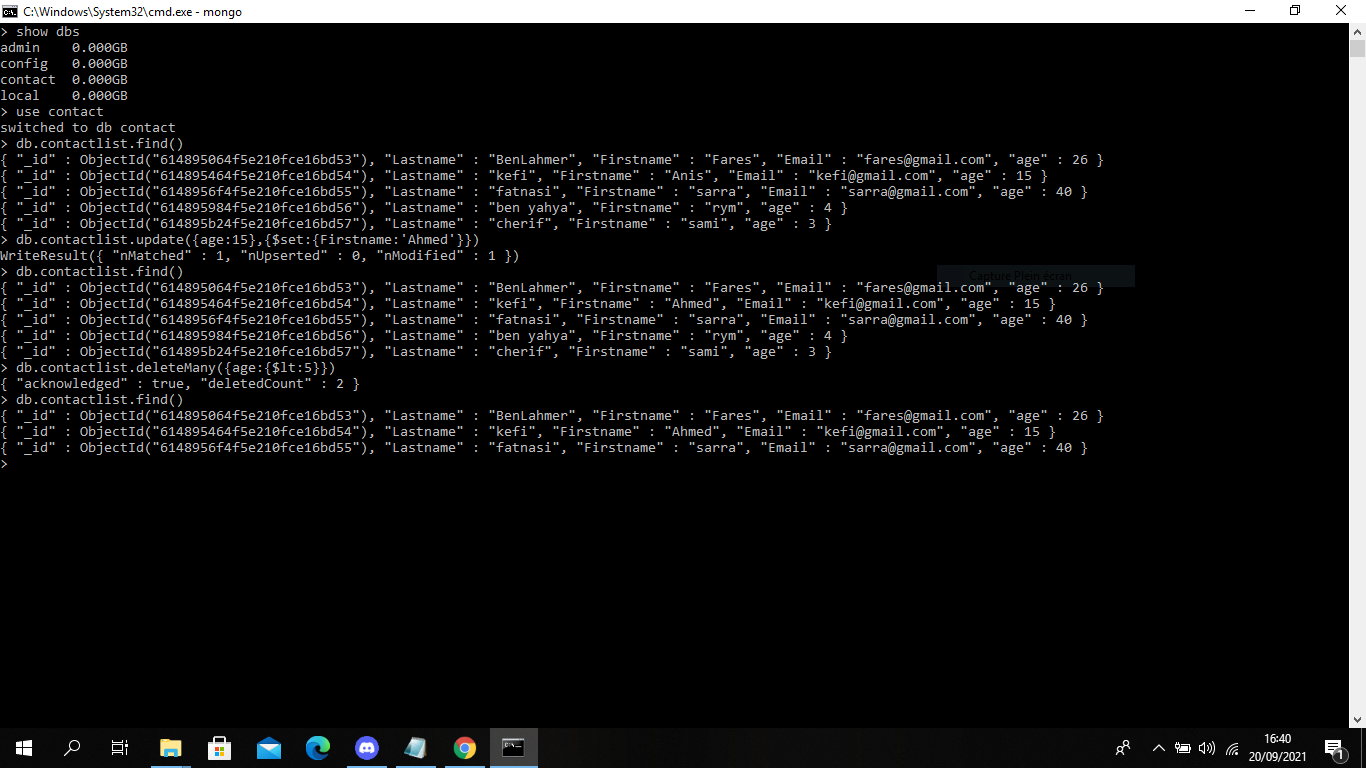 C:\Windows\System32\cmd.exe - mongo
> show dbs
admin    0.000GB
config   0.000GB
contact  0.000GB
local    0.000GB
> use contact
switched to db contact
> db.contactlist.find()
{ "_id" : ObjectId("614895064f5e210fce16bd53"), "Lastname" : "BenLahmer", "Firstname" : "Fares", "Email" : "fares@gmail.com", "age" : 26 }
{ "_id" : ObjectId("614895464f5e210fce16bd54"), "Lastname" : "kefi", "Firstname" : "Anis", "Email" : "kefi@gmail.com", "age" : 15 }
{ "_id" : ObjectId("6148956f4f5e210fce16bd55"), "Lastname" : "fatnasi", "Firstname" : "sarra", "Email" : "sarra@gmail.com", "age" : 40 }
{ "_id" : ObjectId("614895984f5e210fce16bd56"), "Lastname" : "ben yahya", "Firstname" : "rym", "age" : 4 }
{ "_id" : ObjectId("614895b24f5e210fce16bd57"), "Lastname" : "cherif", "Firstname" : "sami", "age" : 3 }
> db.contactlist.update({age:15},{$set:{Firstname:'Ahmed'}})
WriteResult({ "nMatched" : 1, "nUpserted" : 0, "nModified" : 1 })
> db.contactlist.find()
Capture Plein écran
{ "_id" : ObjectId("614895064f5e210fce16bd53"), "Lastname" : "BenLahmer", "Firstname" : "Fares", "Email" : "fares@gmail.com", "age" : 26 }
{ "_id" : ObjectId("614895464f5e210fce16bd54"), "Lastname" : "kefi", "Firstname" : "Ahmed", "Email" : "kefi@gmail.com", "age" : 15 }
{ "_id" : ObjectId("6148956f4f5e210fce16bd55"), "Lastname" : "fatnasi", "Firstname" : "sarra", "Email" : "sarra@gmail.com", "age" : 40 }
{ "_id" : ObjectId("614895984f5e210fce16bd56"), "Lastname" : "ben yahya", "Firstname" : "rym", "age" : 4 }
{ "_id" : ObjectId("614895b24f5e210fce16bd57"), "Lastname" : "cherif", "Firstname" : "sami", "age" : 3 }
> db.contactlist.deleteMany({age:{$lt:5}})
{ "acknowledged" : true, "deletedCount" : 2 }
> db.contactlist.find()
{ "_id" : ObjectId("614895064f5e210fce16bd53"), "Lastname" : "BenLahmer", "Firstname" : "Fares", "Email" : "fares@gmail.com", "age" : 26 }
{ "_id" : ObjectId("614895464f5e210fce16bd54"), "Lastname" : "kefi", "Firstname" : "Ahmed", "Email" : "kefi@gmail.com", "age" : 15 }
{ "_id" : ObjectId("6148956f4f5e210fce16bd55"), "Lastname" : "fatnasi", "Firstname" : "sarra", "Email" : "sarra@gmail.com", "age" : 40 }
>
16:40
20/09/2021
1